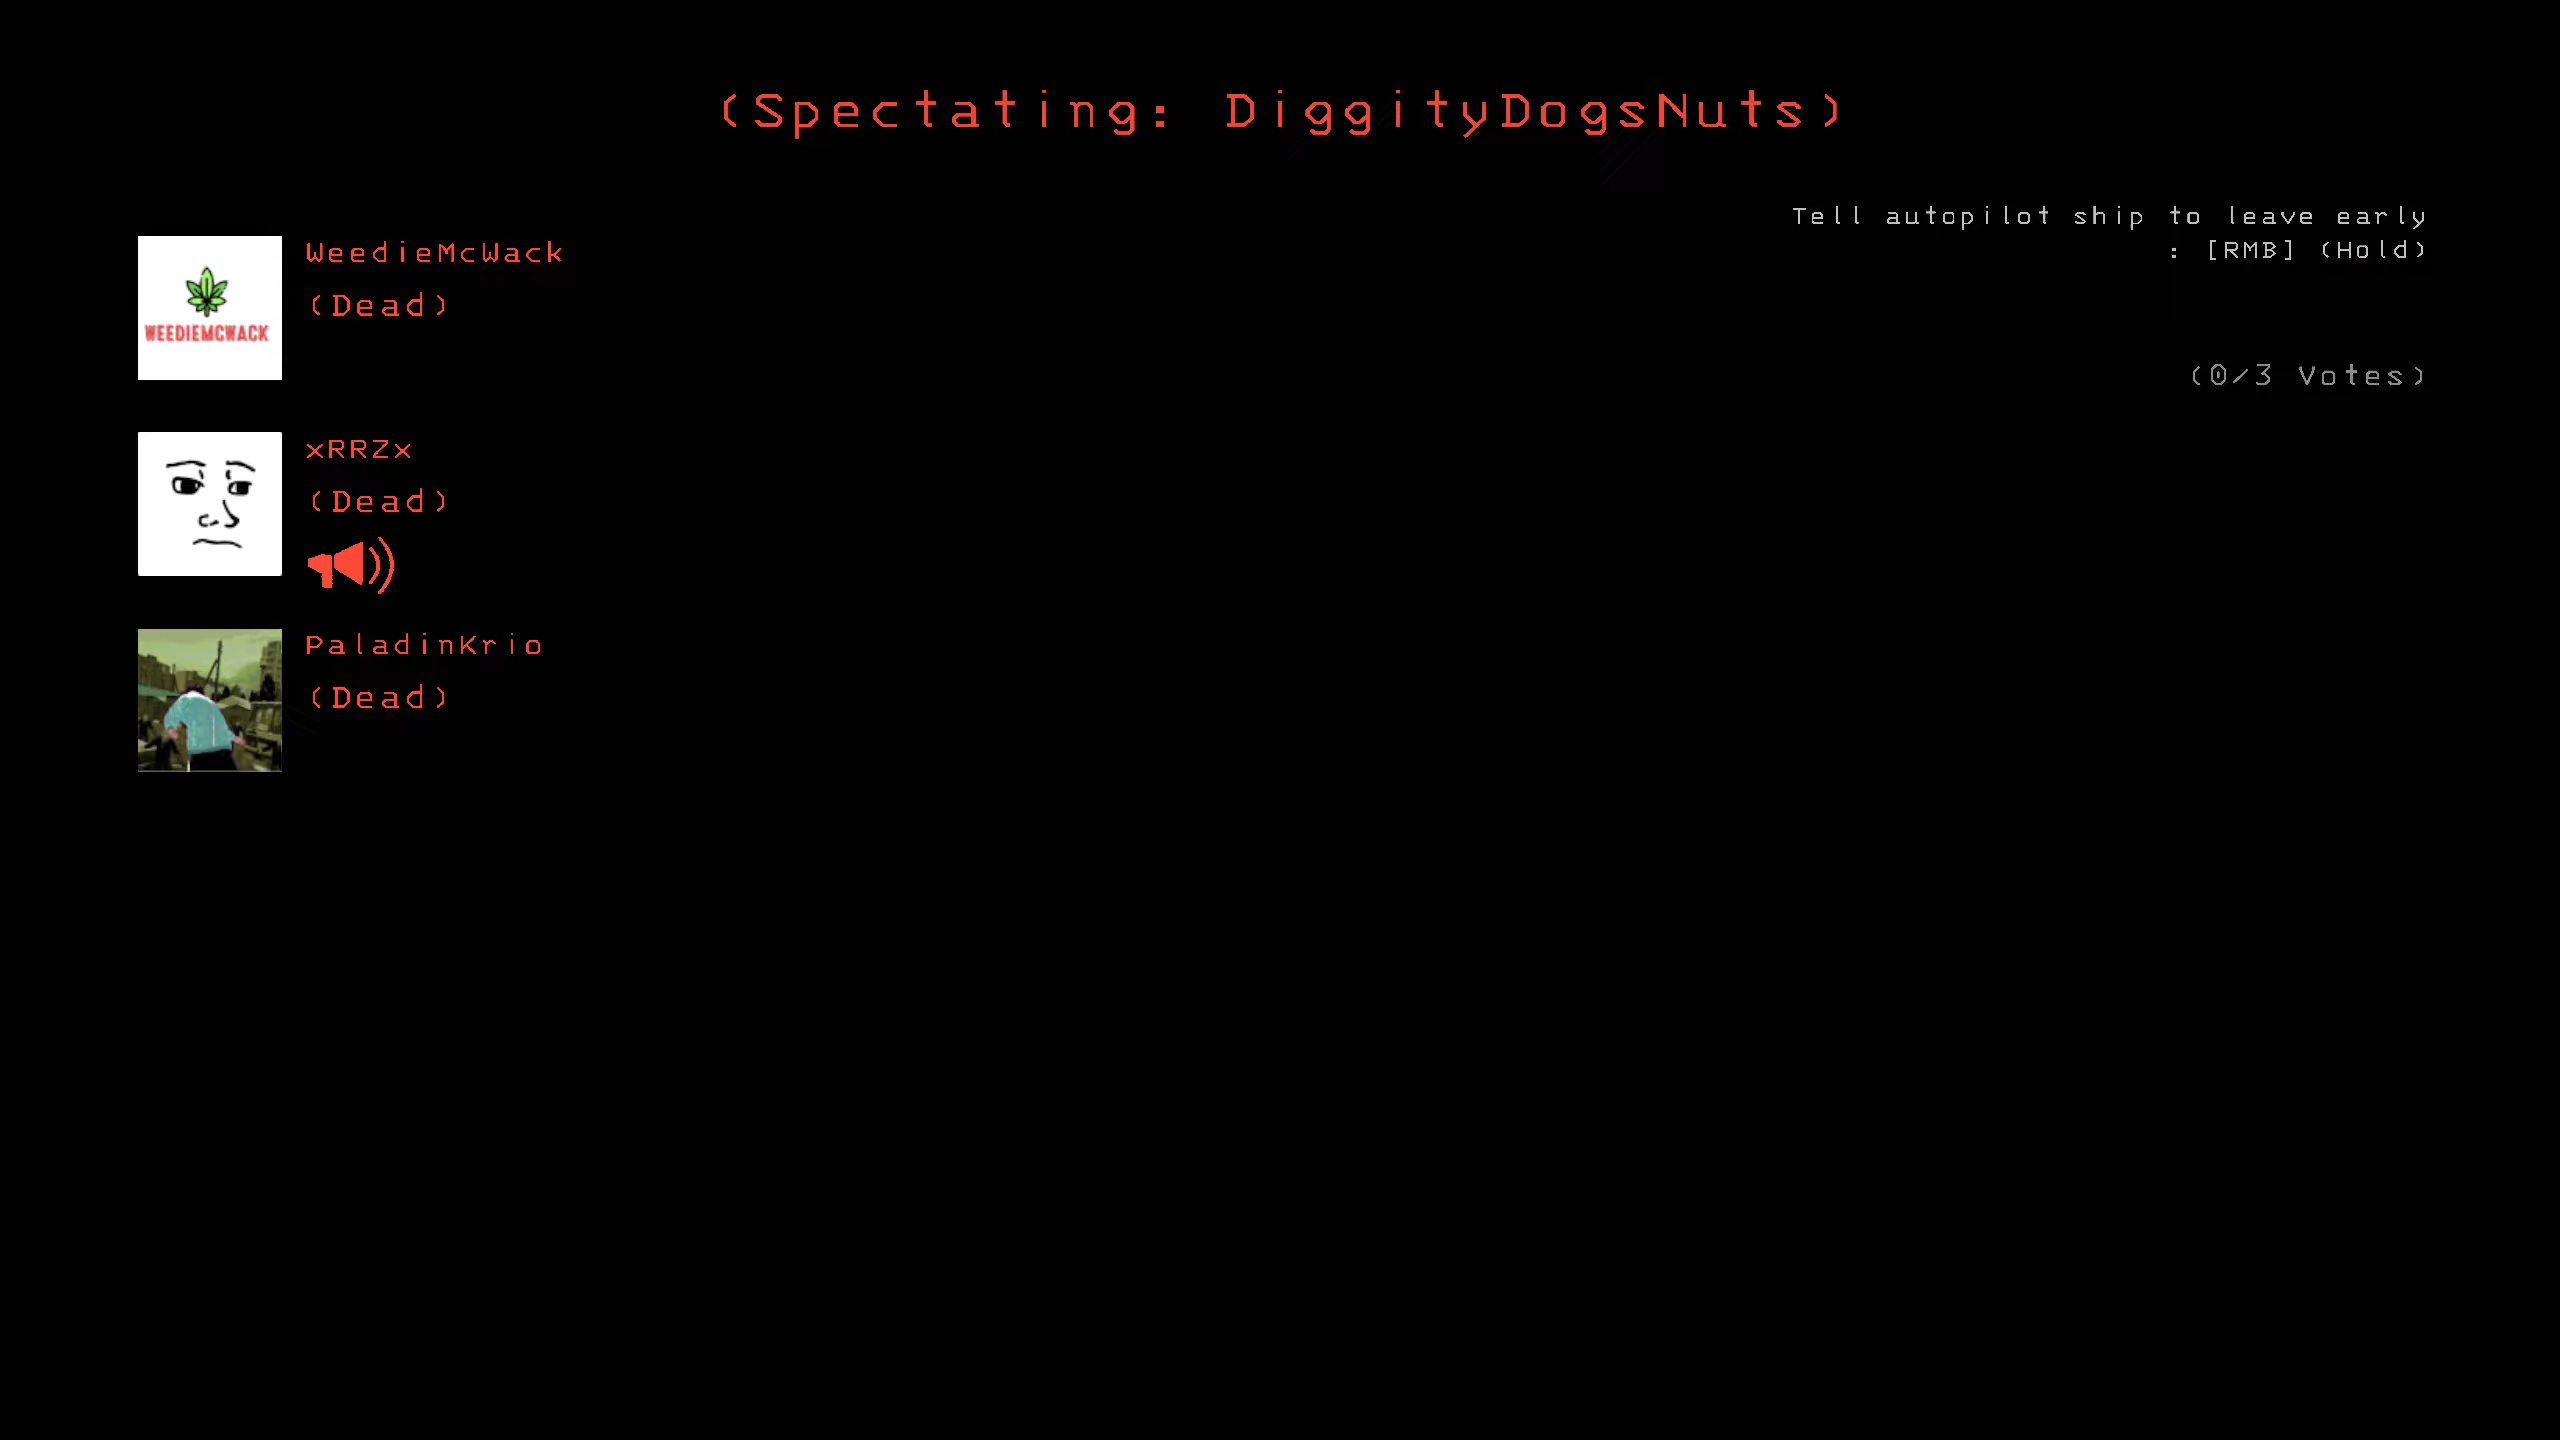 (Spectating: DiggityDogsNuts)
Tell autopilot ship to leave early
: [RMB] (Hold)
(0/3 Votes)
WeedieMcWack
(Dead)
WEEDIEMCWACK
xRRZx
(Dead)
PaladinKrio
(Dead)